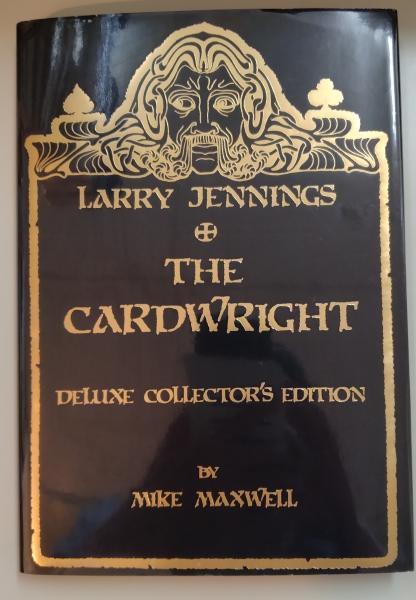 LARRY JENNINGS
THE
CARDWRIGHT
DELUXE COLLECTOR'S EDITION
BY
MIKE MAXWELL